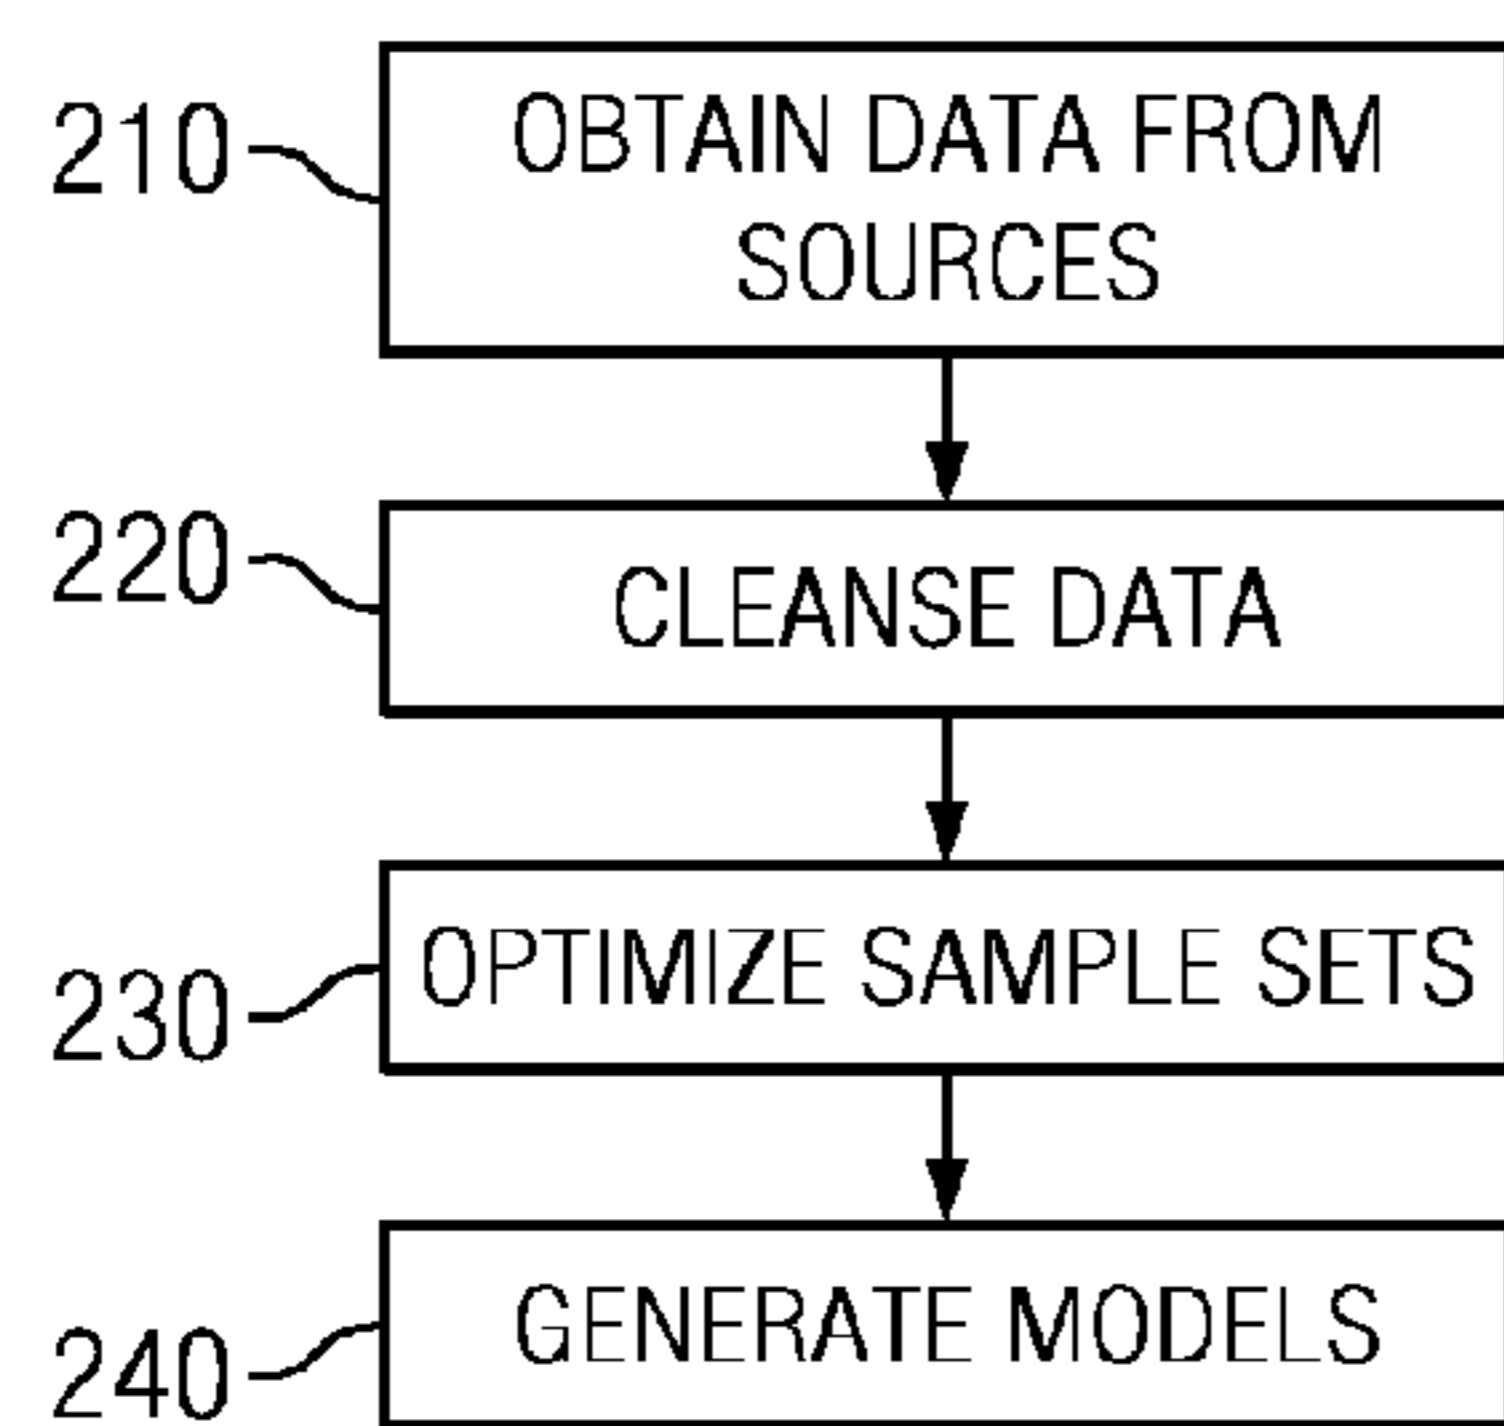 210
OBTAIN DATA FROM
SOURCES
220
CLEANSE DATA
230
OPTIMIZE SAMPLE SETS
240
GENERATE MODELS